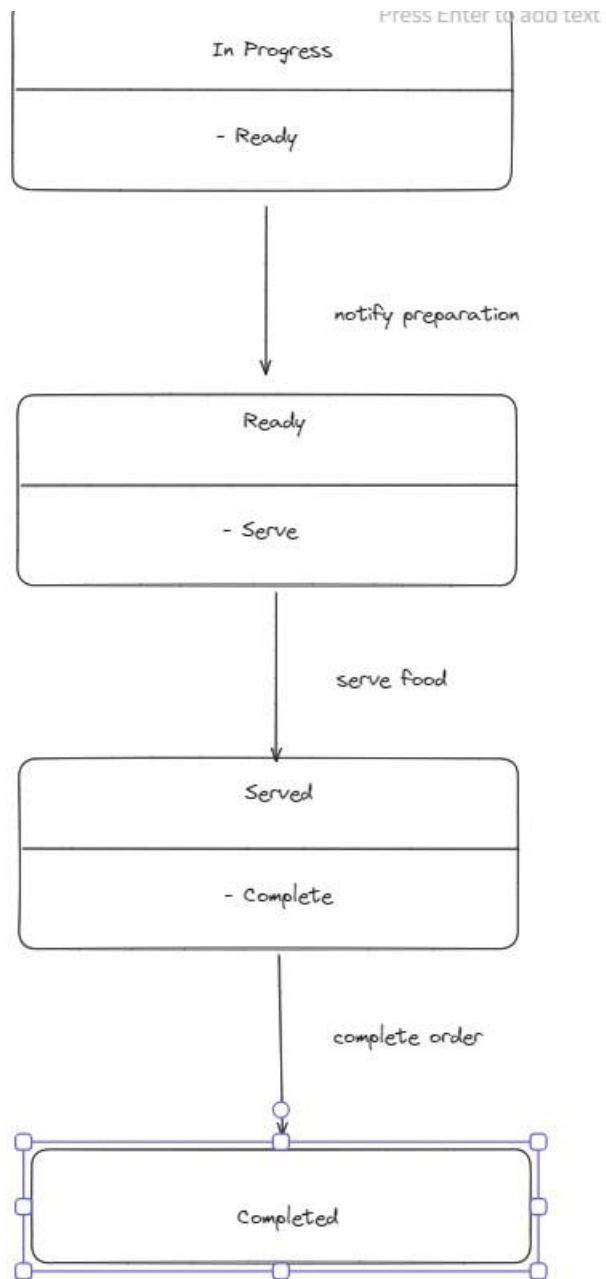 Press Enter to add text
In Progress
- Ready
notify preparation
Ready
- Serve
serve food
Served
- Complete
complete order
Completed